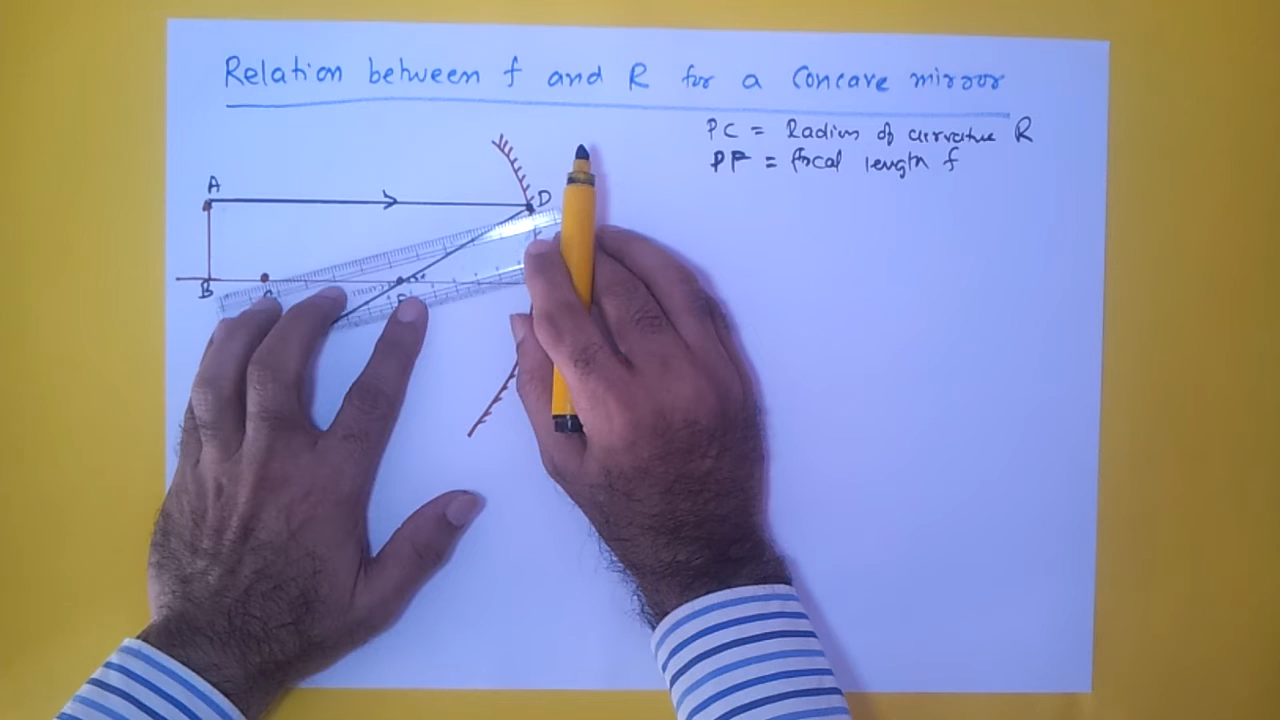 Relation between f and R for a Concave mirror
PC = Radius of curvature R
PF = focal length f
A
D
B